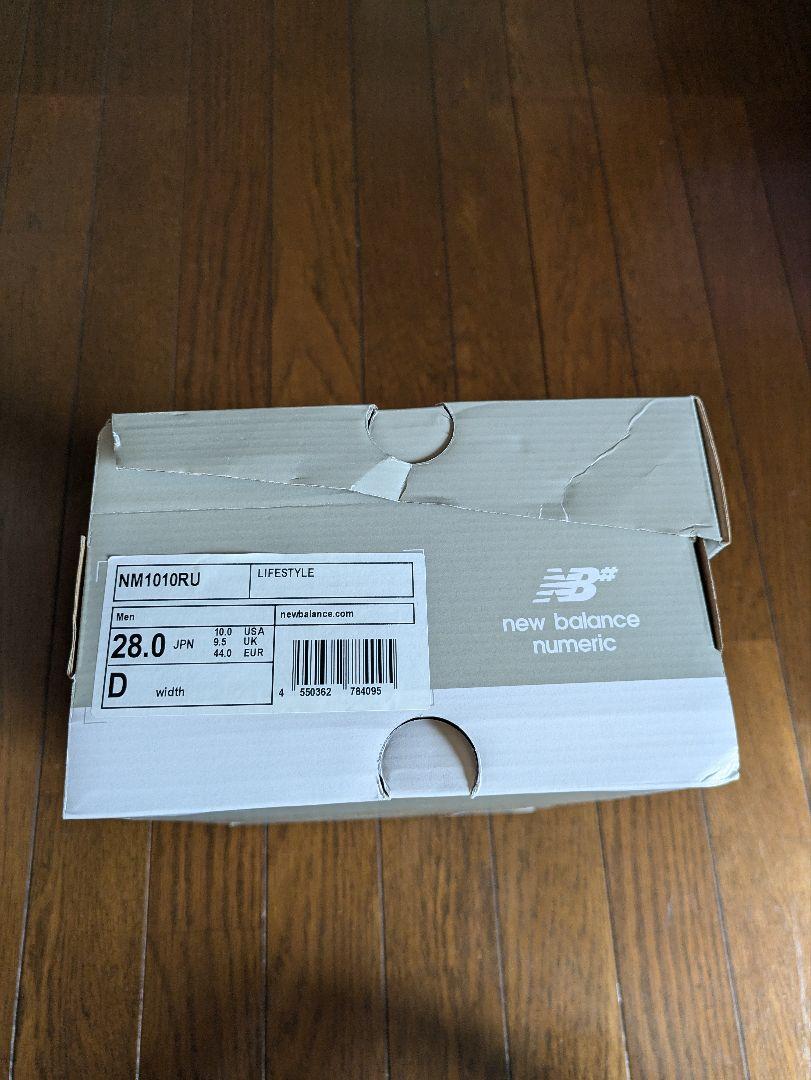 NM1010RU
LIFESTYLE
Men
newbalance.com
28.0 JPN
10.0 USA
9.5 UK
44.0 EUR
D width
4 550362 784095
NB#
new balance
numeric